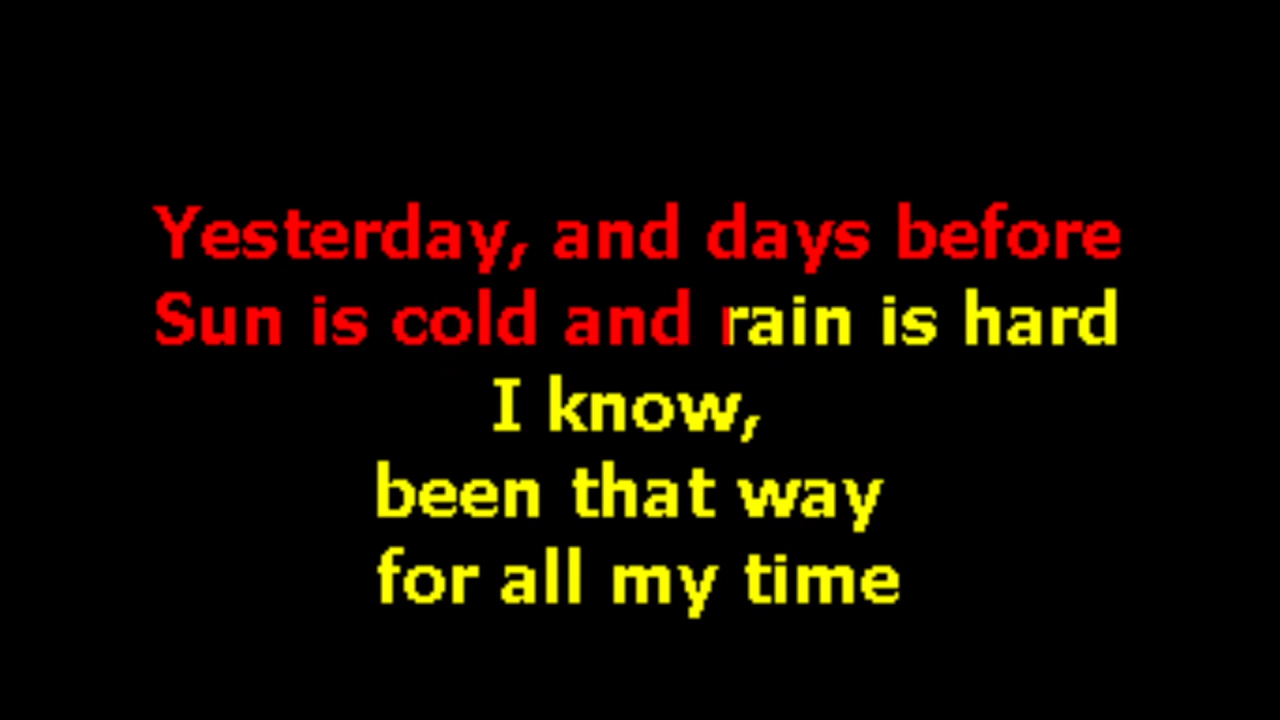 Yesterday, and days before
Sun is cold and rain is hard
I know,
been that way
for all my time